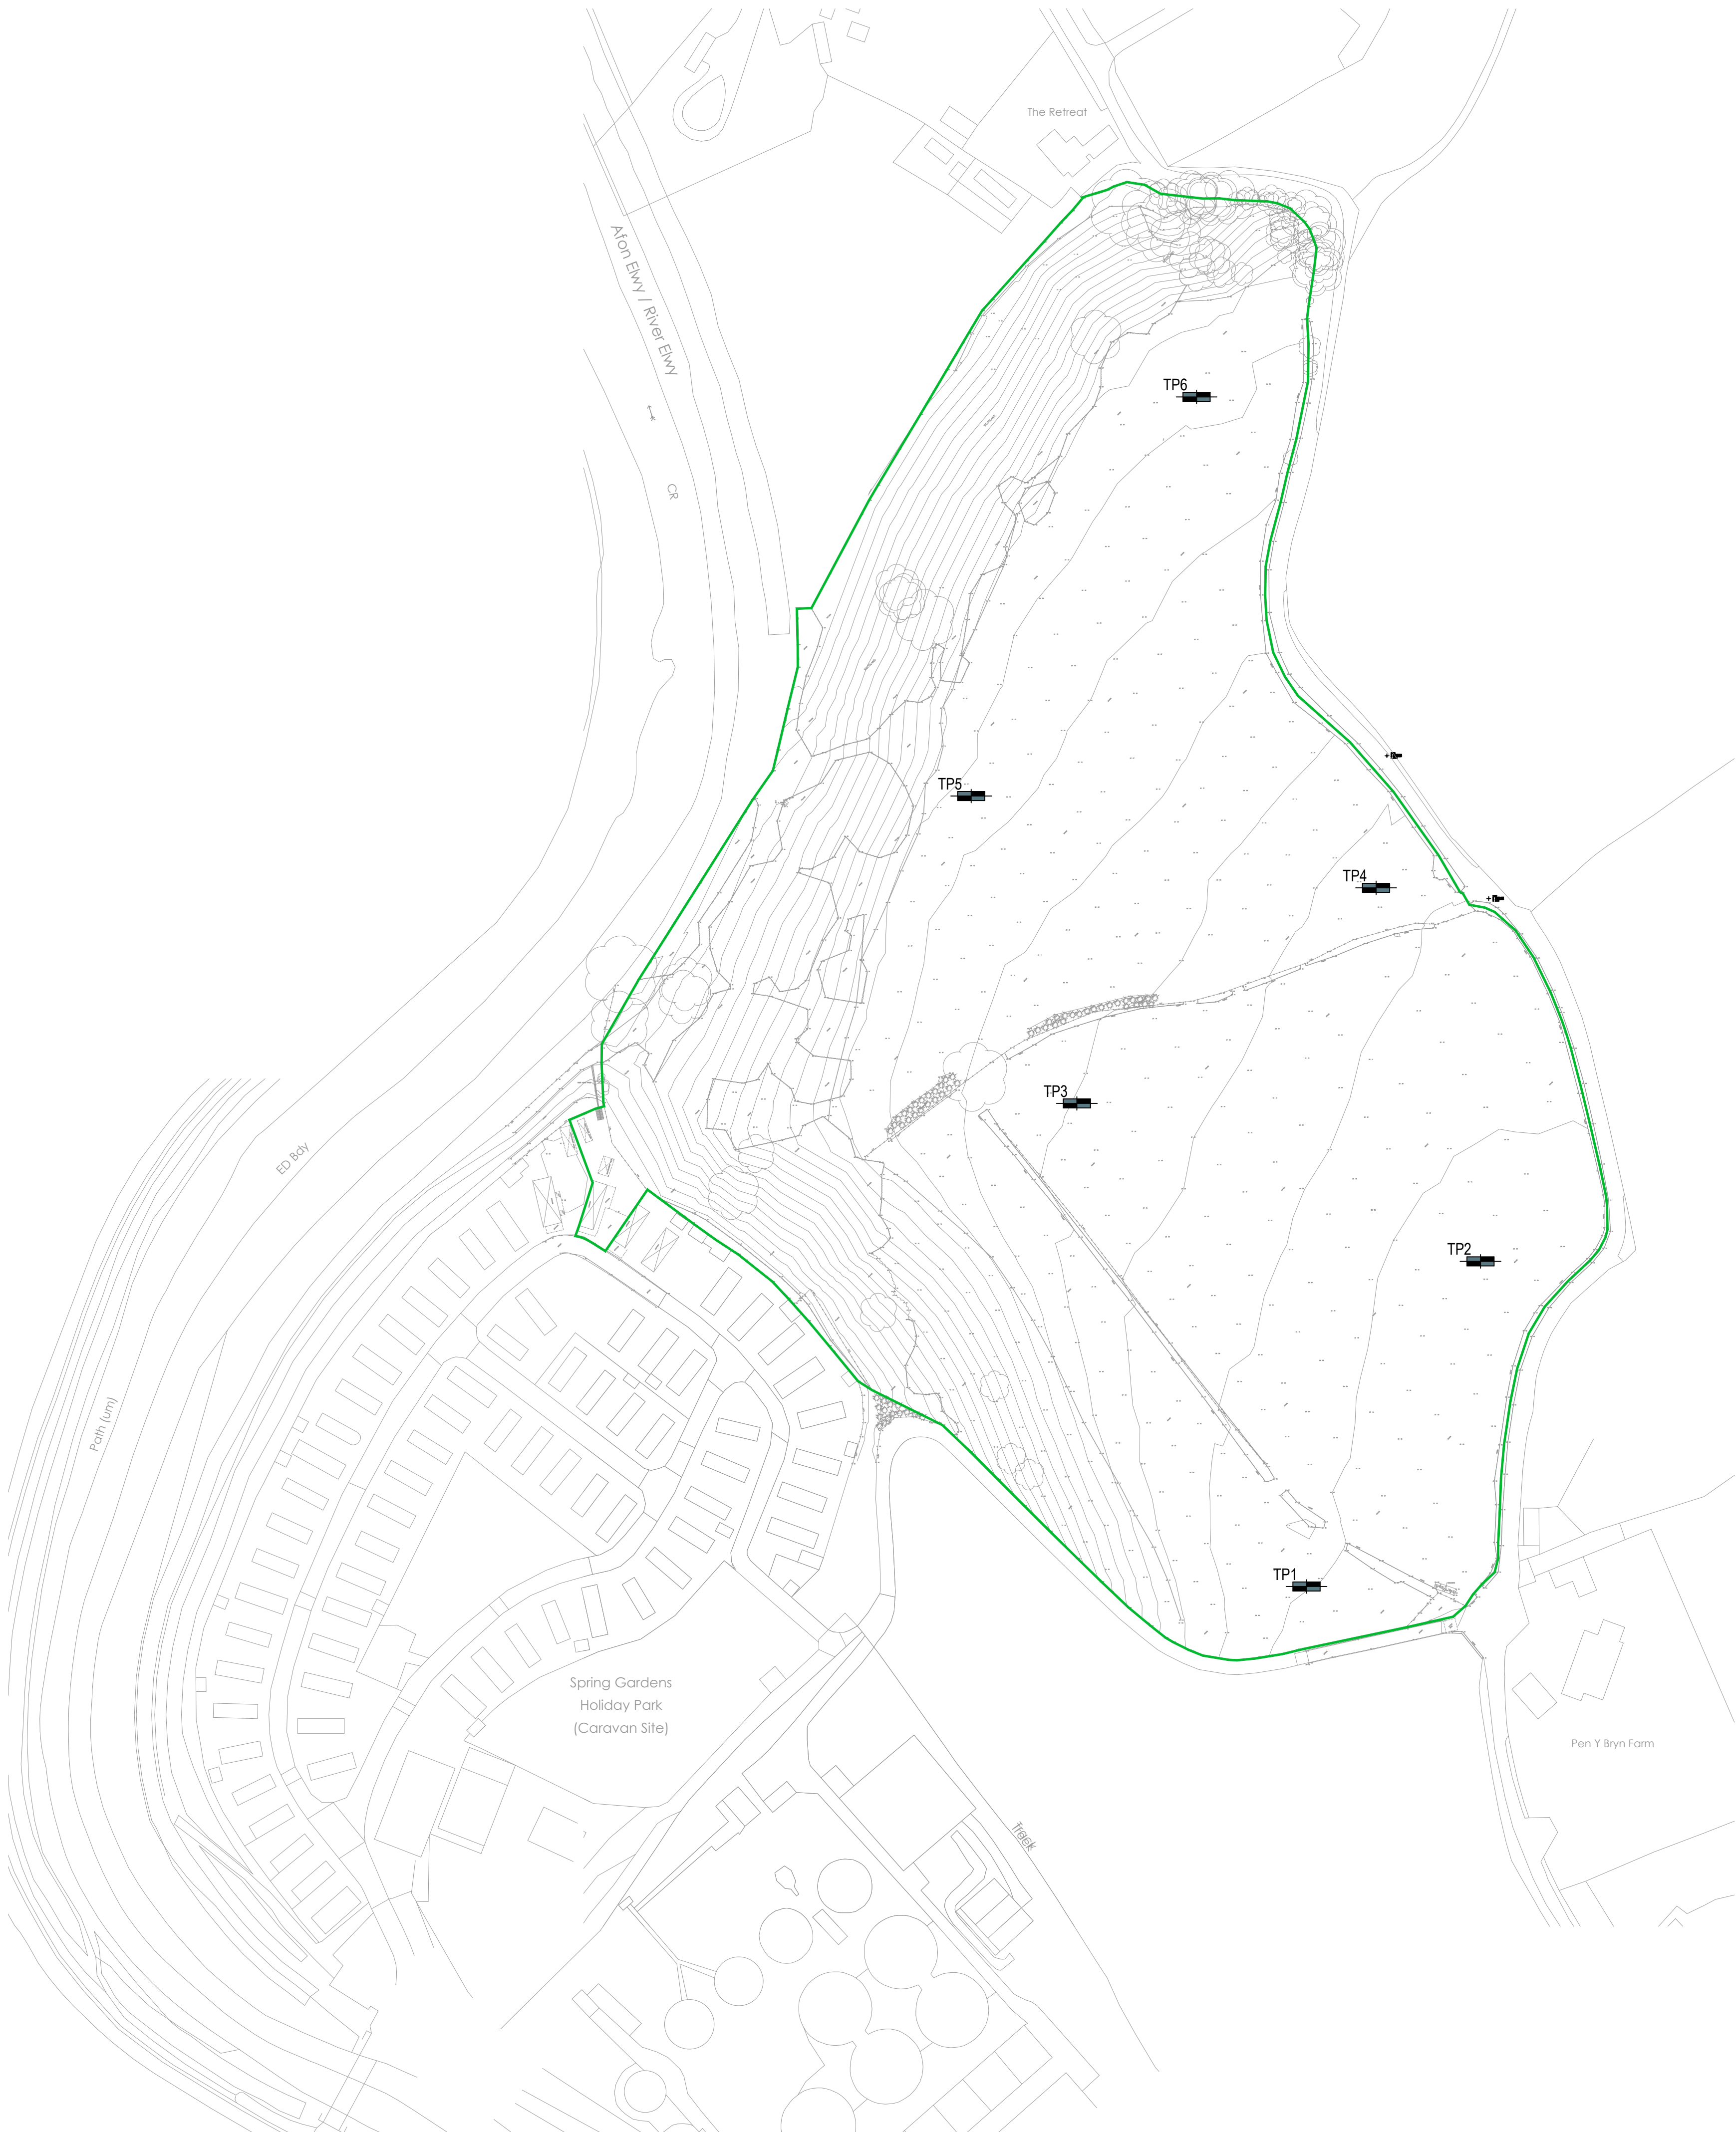 The Retreat
Afon Elwy / River Elwy
TP6
CR
TP5
TP4
TP3
ED Bdy
TP2
Path (um)
TP1
Spring Gardens
Holiday Park
(Caravan Site)
Pen Y Bryn Farm
Track
Track